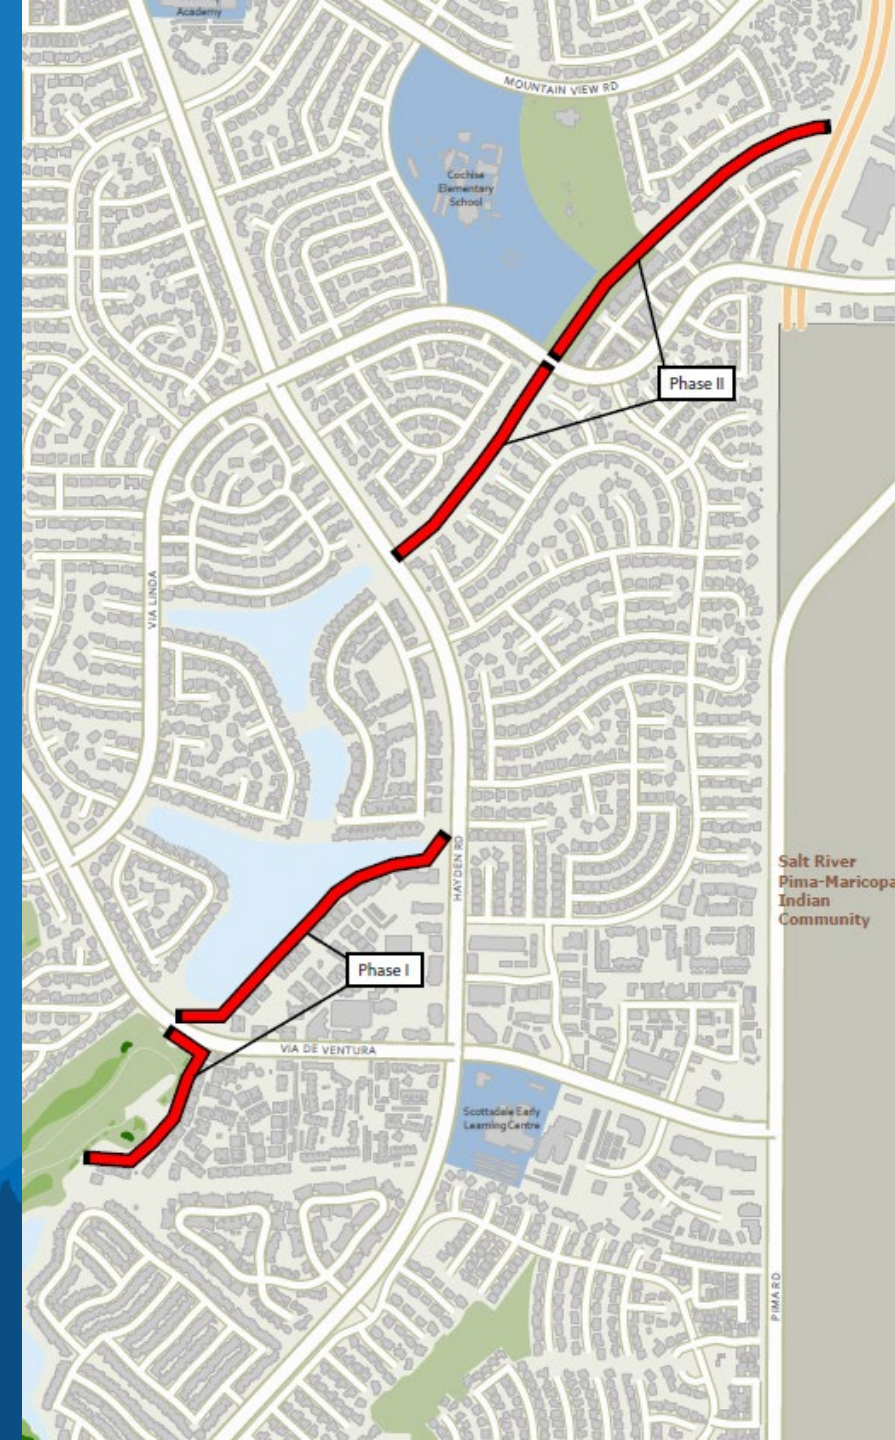 Academy
MOUNTAIN VIEW RD
Cochise
Elementary
School
Phase II
VIA LINDA
HAYDEN RD
Salt River
Pima-Maricopa
Indian
Community
Phase I
VIA DE VENTURA
Scottsdale Early
Learning Centre
PIMA RD